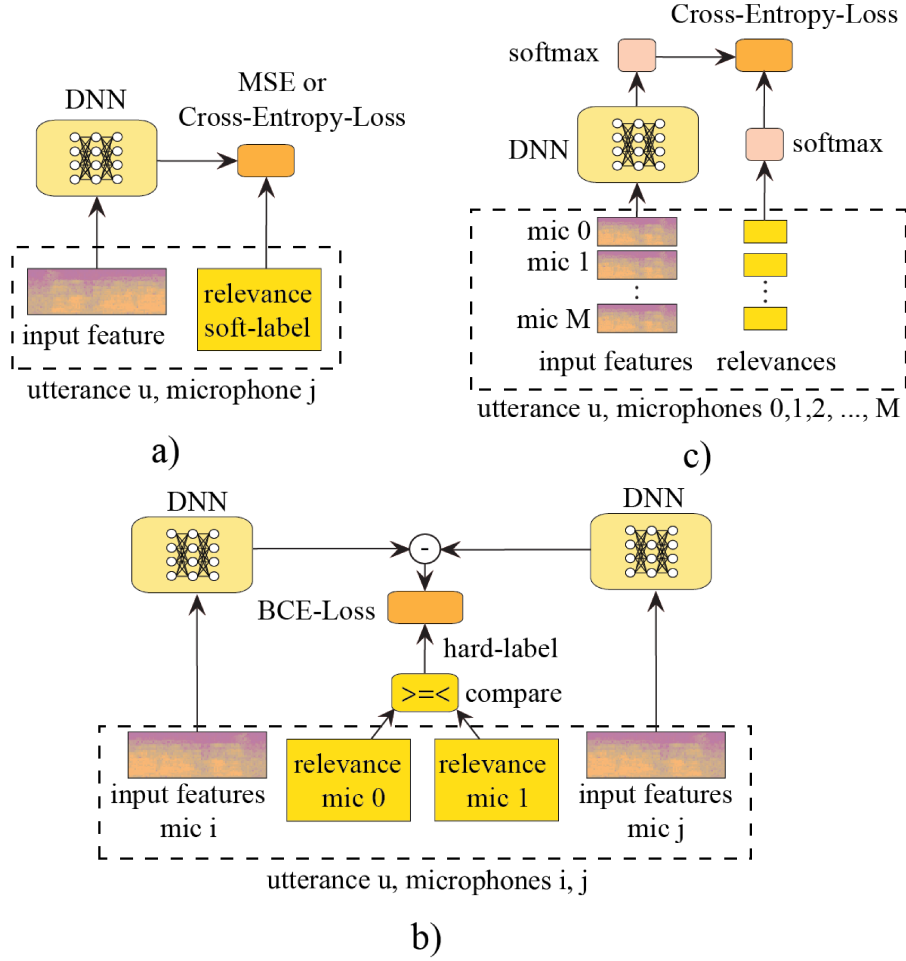 DNN
MSE or
Cross-Entropy-Loss
input feature
relevance
soft-label
utterance u, microphone j
a)
Cross-Entropy-Loss
softmax
DNN
softmax
mic 0
mic 1
⋮
⋮
mic M
input features
relevances
utterance u, microphones 0,1,2, ..., M
c)
DNN
DNN
-
BCE-Loss
hard-label
>=<
compare
input features
mic i
relevance
mic 0
relevance
mic 1
input features
mic j
utterance u, microphones i, j
b)